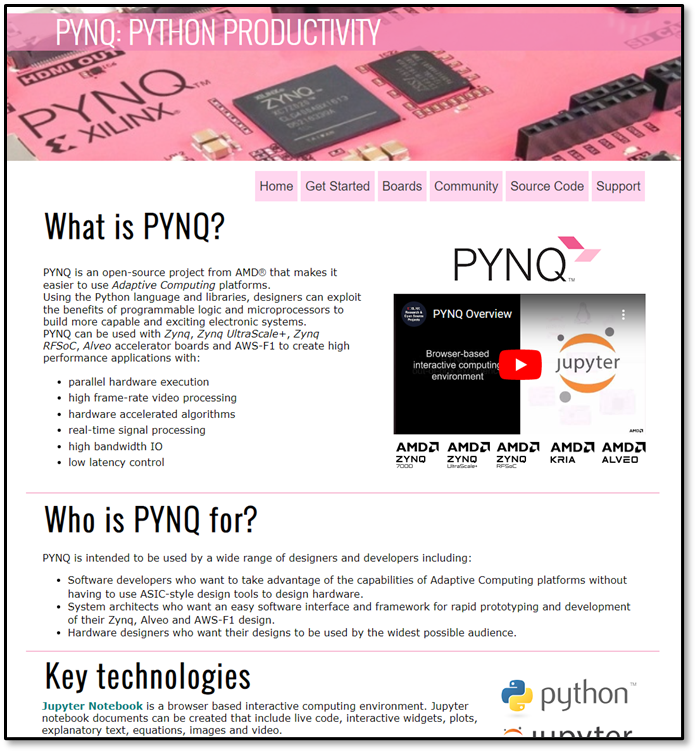 PYNQ: PYTHON PRODUCTIVITY
HDMI OUT
SD CA
PYNQ™
XILINX
XILINX
ZYNQ
Home
Get Started
Boards
Community
Source Code
Support
What is PYNQ?
PYNQ is an open-source project from AMD® that makes it
easier to use Adaptive Computing platforms.
Using the Python language and libraries, designers can exploit
the benefits of programmable logic and microprocessors to
build more capable and exciting electronic systems.
PYNQ can be used with Zynq, Zynq UltraScale+, Zynq
RFSoC, Alveo accelerator boards and AWS-F1 to create high
performance applications with:
• parallel hardware execution
• high frame-rate video processing
• hardware accelerated algorithms
• real-time signal processing
• high bandwidth IO
• low latency control
PYNQ™
PYNQ Overview
Browser-based
interactive computing
environment
jupyter
AMD
AMD ZYNQ 7000
AMD ZYNQ UltraScale+
AMD ZYNQ RFSoC
AMD KRIA
AMD ALVEO
Who is PYNQ for?
PYNQ is intended to be used by a wide range of designers and developers including:
• Software developers who want to take advantage of the capabilities of Adaptive Computing platforms without
having to use ASIC-style design tools to design hardware.
• System architects who want an easy software interface and framework for rapid prototyping and development
of their Zynq, Alveo and AWS-F1 design.
• Hardware designers who want their designs to be used by the widest possible audience.
Key technologies
Jupyter Notebook is a browser based interactive computing environment. Jupyter
notebook documents can be created that include live code, interactive widgets, plots,
explanatory text, equations, images and video.
python™
jupyter